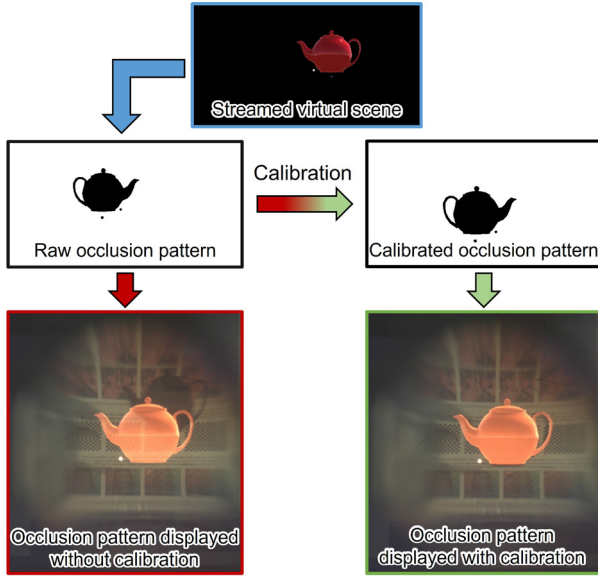 Streamed virtual scene
Calibration
Raw occlusion pattern
Calibrated occlusion pattern
Occlusion pattern displayed
without calibration
Occlusion pattern
displayed with calibration